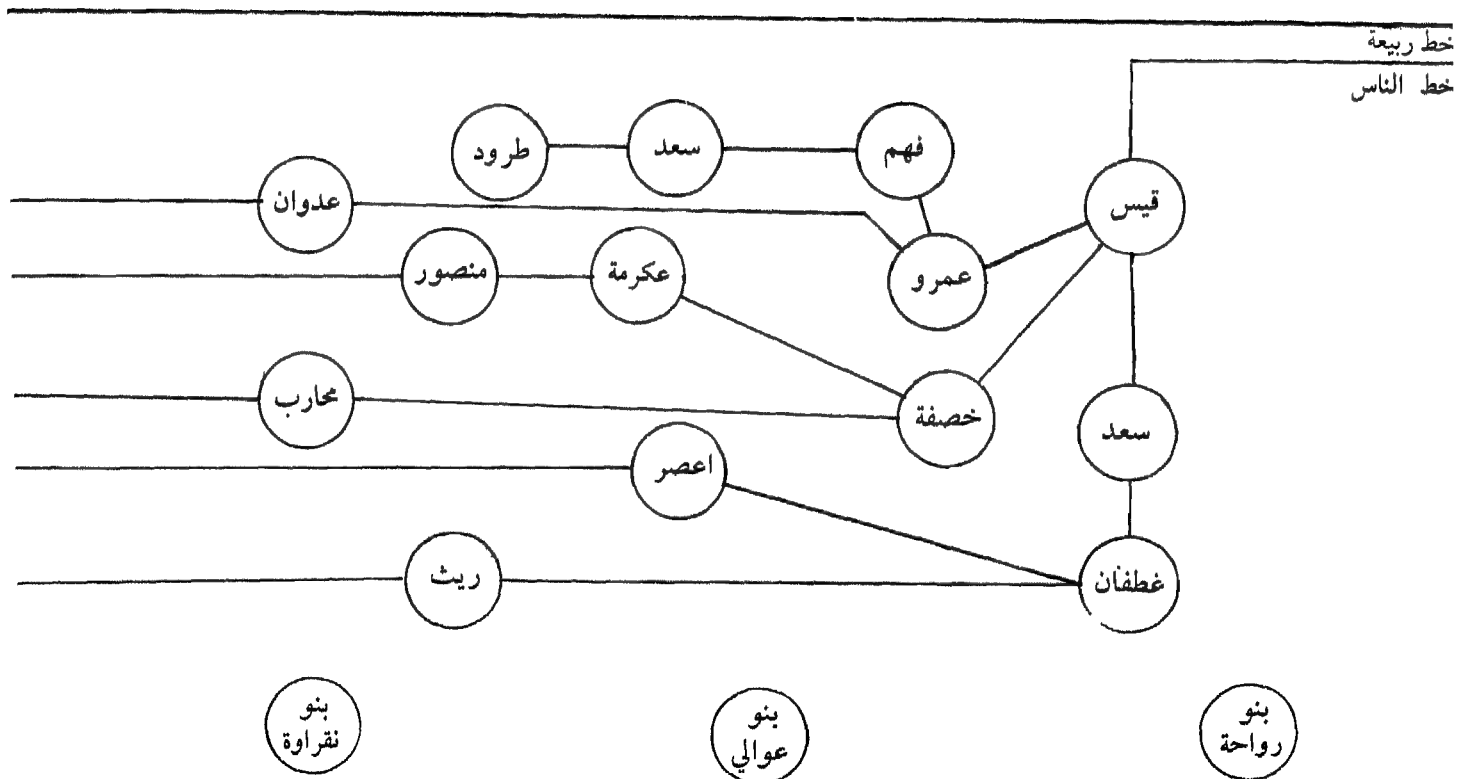 خط ربيعة
خط الناس
قيس
فهم
سعد
طرود
عدوان
عمرو
عكرمة
منصور
محارب
خصفة
سعد
اعصر
غطفان
ريث
بنو
رواحة
بنو
عوالي
بنو
نقراوة